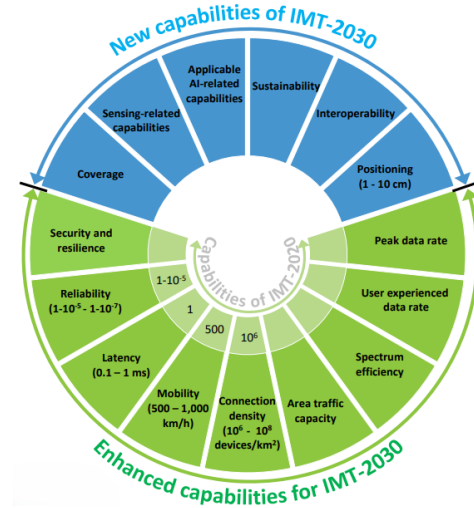 New capabilities of IMT-2030
Applicable
AI-related
capabilities
Sustainability
Sensing-related
capabilities
Interoperability
Coverage
Positioning
(1 - 10 cm)
Security and
resilience
Peak data rate
Capabilities of IMT-2020
Reliability
(1-10⁻⁵ - 1-10⁻⁷)
1-10⁻⁵
User experienced
data rate
1
500
10⁶
Latency
(0.1 – 1 ms)
Spectrum
efficiency
Mobility
(500 – 1,000
km/h)
Connection
density
(10⁶ - 10⁸
devices/km²)
Area traffic
capacity
Enhanced capabilities for IMT-2030